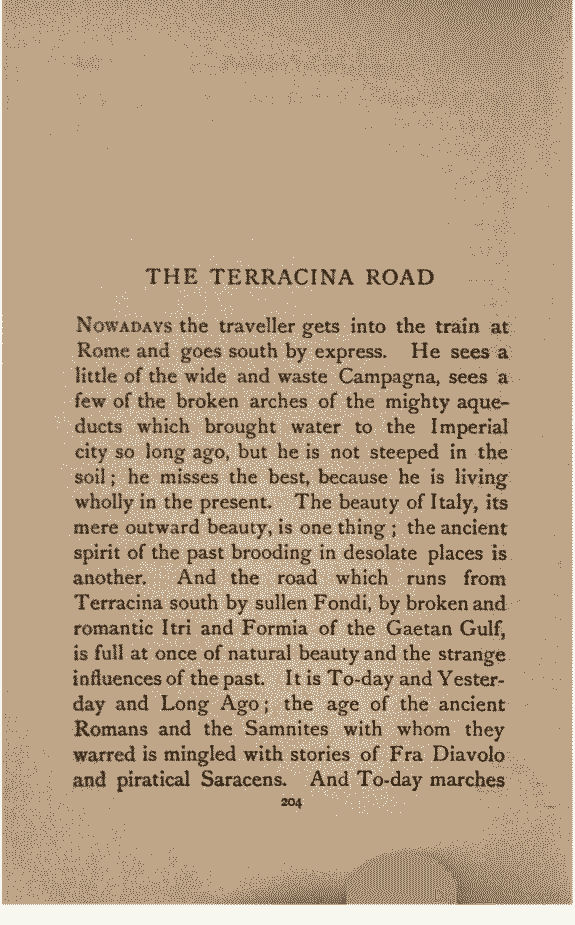 THE TERRACINA ROAD
NOWADAYS the traveller gets into the train at
Rome and goes south by express. He sees a
little of the wide and waste Campagna, sees a
few of the broken arches of the mighty aque-
ducts which brought water to the Imperial
city so long ago, but he is not steeped in the
soil; he misses the best, because he is living
wholly in the present. The beauty of Italy, its
mere outward beauty, is one thing; the ancient
spirit of the past brooding in desolate places is
another. And the road which runs from
Terracina south by sullen Fondi, by broken and
romantic Itri and Formia of the Gaetan Gulf,
is full at once of natural beauty and the strange
influences of the past. It is To-day and Yester-
day and Long Ago; the age of the ancient
Romans and the Samnites with whom they
warred is mingled with stories of Fra Diavolo
and piratical Saracens. And To-day marches
204